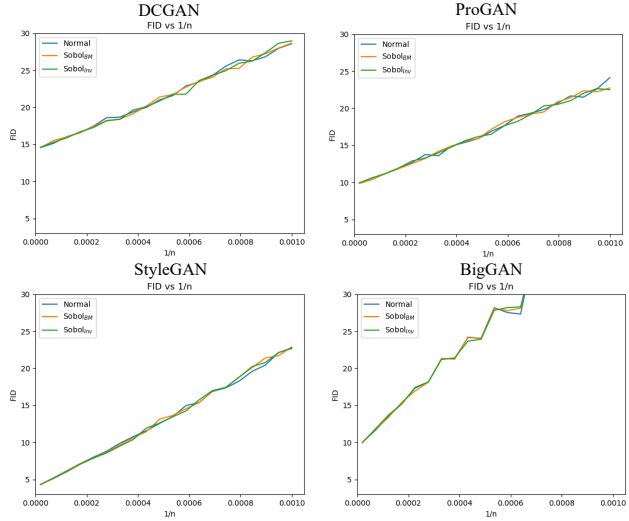 DCGAN
FID vs 1/n
Normal
Sobol_BM
Sobol_Inv
FID
30
25
20
15
10
5
0.0000 0.0002 0.0004 0.0006 0.0008 0.0010
1/n
ProGAN
FID vs 1/n
Normal
Sobol_BM
Sobol_Inv
FID
30
25
20
15
10
5
0.0000 0.0002 0.0004 0.0006 0.0008 0.0010
1/n
StyleGAN
FID vs 1/n
Normal
Sobol_BM
Sobol_Inv
FID
30
25
20
15
10
5
0.0000 0.0002 0.0004 0.0006 0.0008 0.0010
1/n
BigGAN
FID vs 1/n
Normal
Sobol_BM
Sobol_Inv
FID
30
25
20
15
10
5
0.0000 0.0002 0.0004 0.0006 0.0008 0.0010
1/n